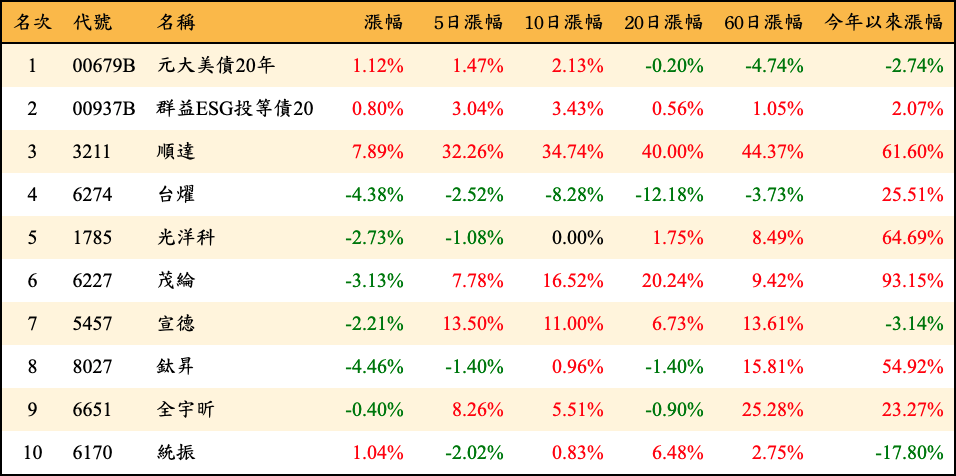 名次 代號 名稱 漲幅 5日漲幅 10日漲幅 20日漲幅 60日漲幅 今年以來漲幅
1 00679B 元大美債20年 1.12% 1.47% 2.13% -0.20% -4.74% -2.74%
2 00937B 群益ESG投等債20 0.80% 3.04% 3.43% 0.56% 1.05% 2.07%
3 3211 順達 7.89% 32.26% 34.74% 40.00% 44.37% 61.60%
4 6274 台燿 -4.38% -2.52% -8.28% -12.18% -3.73% 25.51%
5 1785 光洋科 -2.73% -1.08% 0.00% 1.75% 8.49% 64.69%
6 6227 茂綸 -3.13% 7.78% 16.52% 20.24% 9.42% 93.15%
7 5457 宣德 -2.21% 13.50% 11.00% 6.73% 13.61% -3.14%
8 8027 鈦昇 -4.46% -1.40% 0.96% -1.40% 15.81% 54.92%
9 6651 全宇昕 -0.40% 8.26% 5.51% -0.90% 25.28% 23.27%
10 6170 統振 1.04% -2.02% 0.83% 6.48% 2.75% -17.80%